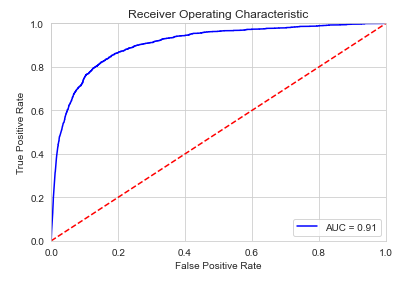 Receiver Operating Characteristic
True Positive Rate
1.0
0.8
0.6
0.4
0.2
0.0
AUC = 0.91
0.0 0.2 0.4 0.6 0.8 1.0
False Positive Rate